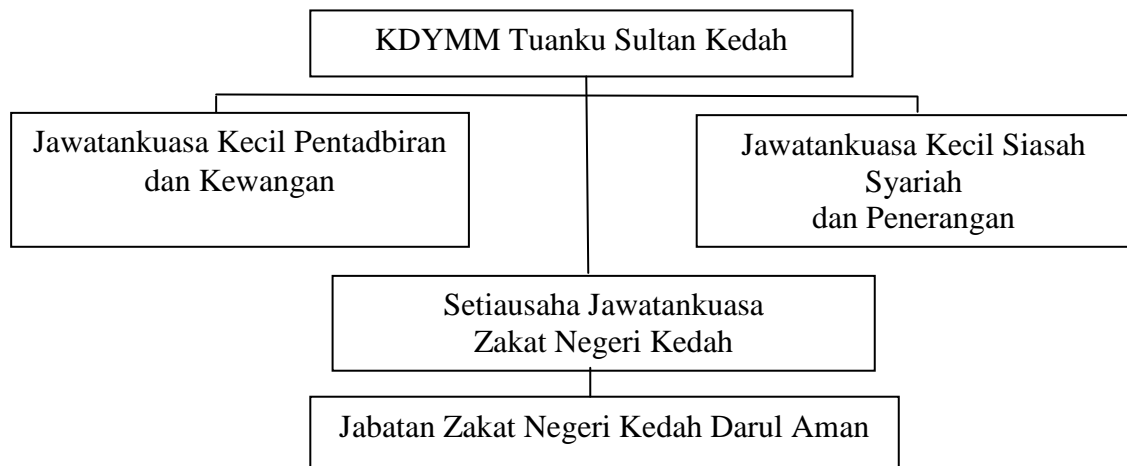 KDYMM Tuanku Sultan Kedah
Jawatankuasa Kecil Pentadbiran
dan Kewangan
Jawatankuasa Kecil Siasah
Syariah
dan Penerangan
Setiausaha Jawatankuasa
Zakat Negeri Kedah
Jabatan Zakat Negeri Kedah Darul Aman